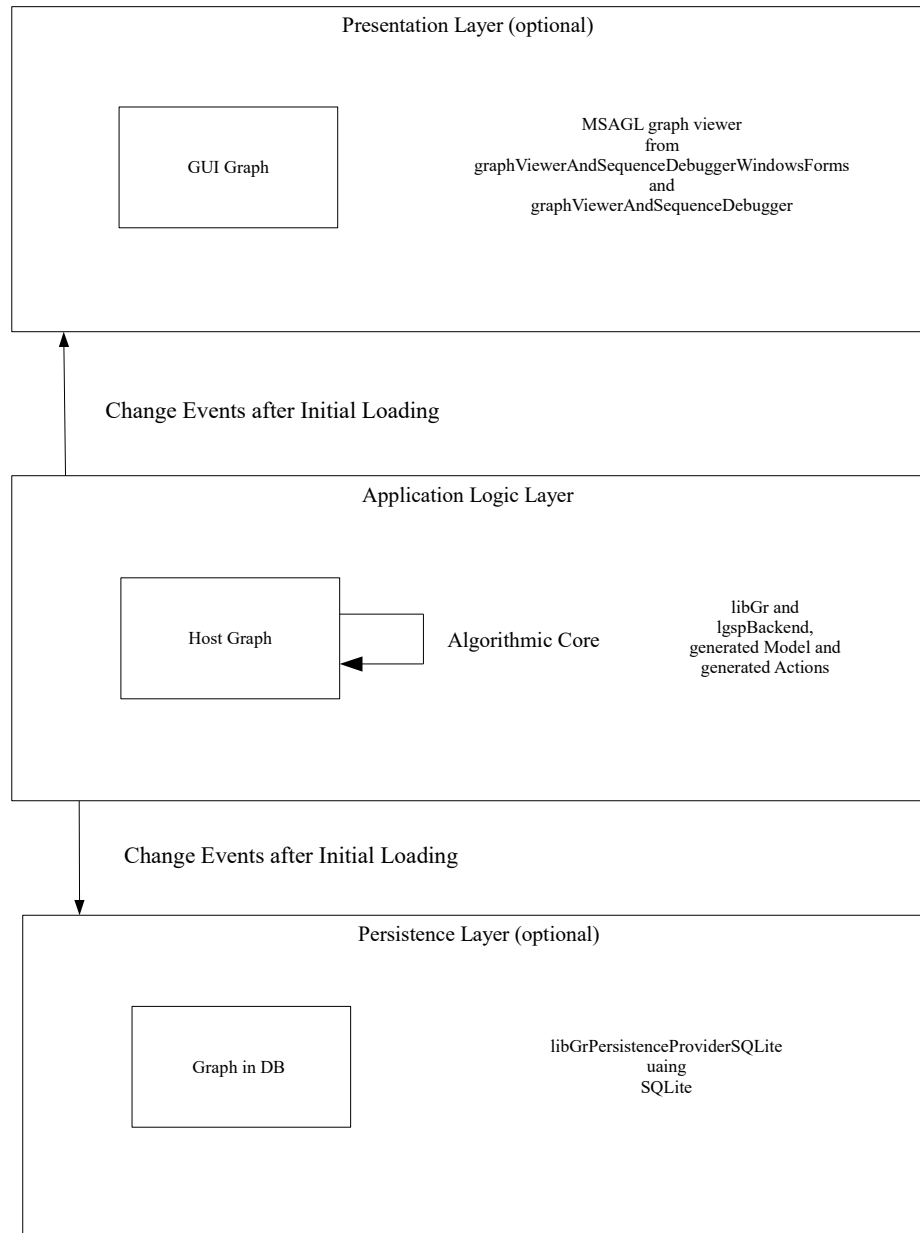 Presentation Layer (optional)
GUI Graph
MSAGL graph viewer
from
graphViewerAndSequenceDebuggerWindowsForms
and
graphViewerAndSequenceDebugger
Change Events after Initial Loading
Application Logic Layer
Host Graph
Algorithmic Core
libGr and
lgspBackend,
generated Model and
generated Actions
Change Events after Initial Loading
Persistence Layer (optional)
Graph in DB
libGrPersistenceProviderSQLite
uaing
SQLite